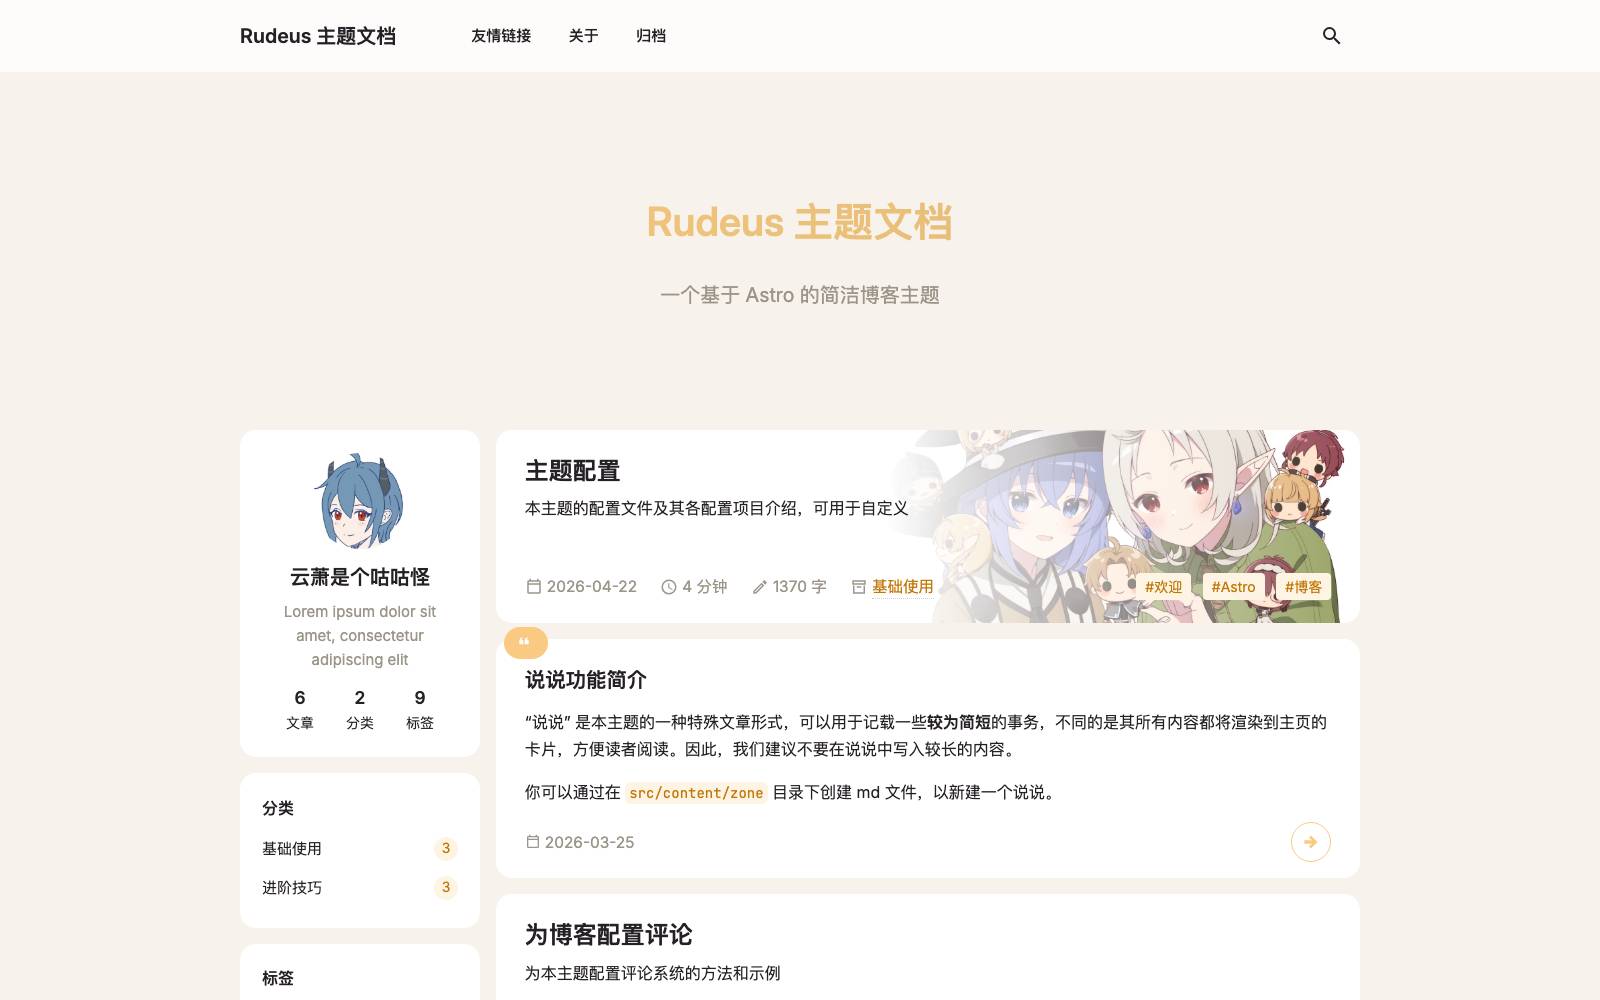 Rudeus 主题文档
友情链接
关于
归档
Rudeus 主题文档
一个基于 Astro 的简洁博客主题
云萧是个咕咕怪
Lorem ipsum dolor sit
amet, consectetur
adipiscing elit
6 2 9
文章 分类 标签
分类
基础使用 3
进阶技巧 3
标签
主题配置
本主题的配置文件及其各配置项目介绍，可用于自定义
2026-04-22 4 分钟 1370 字 基础使用 #欢迎 #Astro #博客
❝
说说功能简介
“说说” 是本主题的一种特殊文章形式，可以用于记载一些较为简短的事务，不同的是其所有内容都将渲染到主页的
卡片，方便读者阅读。因此，我们建议不要在说说中写入较长的内容。
你可以通过在 src/content/zone 目录下创建 md 文件，以新建一个说说。
2026-03-25
为博客配置评论
为本主题配置评论系统的方法和示例